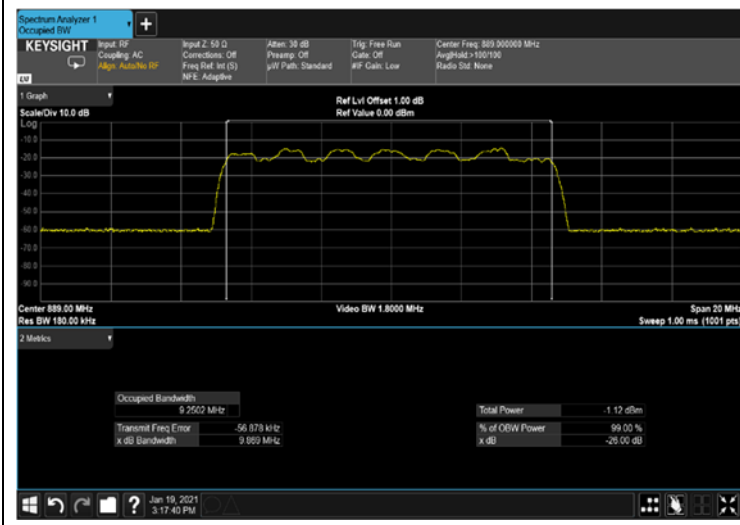 Spectrum Analyzer 1
Occupied BW
+
KEYSIGHT
Input: RF
Coupling: AC
Align: Auto/No RF
Input Z: 50 Ω
Corrections: Off
Freq Ref: Int (S)
NFE: Adaptive
Atten: 30 dB
Preamp: Off
µW Path: Standard
Trig: Free Run
Gate: Off
#IF Gain: Low
Center Freq: 889.000000 MHz
Avg|Hold:>100/100
Radio Std: None
LV
1 Graph
Scale/Div 10.0 dB
Ref Lvl Offset 1.00 dB
Ref Value 0.00 dBm
Log
-10.0
-20.0
-30.0
-40.0
-50.0
-60.0
-70.0
-80.0
-90.0
Center 889.00 MHz
Res BW 180.00 kHz
Video BW 1.8000 MHz
Span 20 MHz
Sweep 1.00 ms (1001 pts)
2 Metrics
Occupied Bandwidth
9.2502 MHz
Transmit Freq Error -56.878 kHz
x dB Bandwidth 9.869 MHz
Total Power -1.12 dBm
% of OBW Power 99.00 %
x dB -26.00 dB
?
Jan 19, 2021
3:17:40 PM